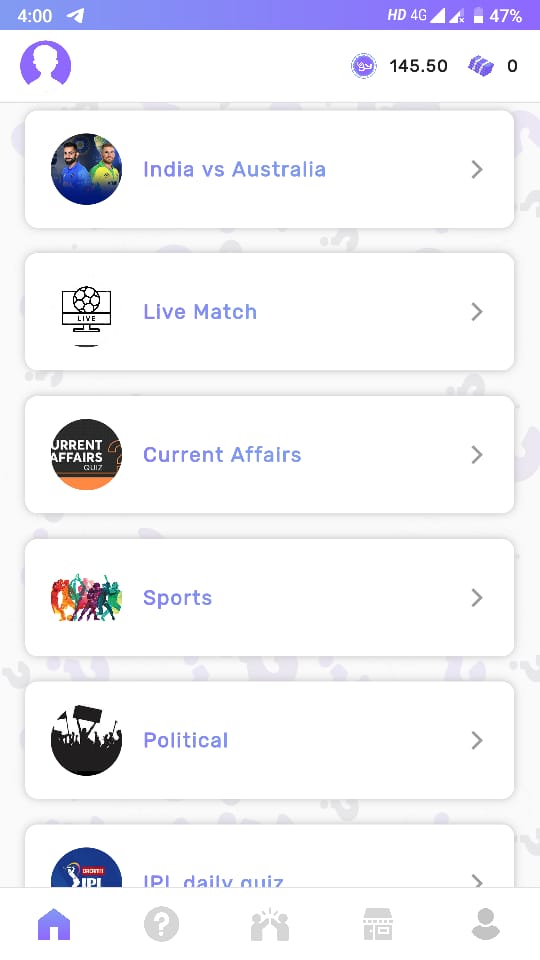 4:00 HD 4G 47%
145.50 0
India vs Australia
LIVE
Live Match
URRENT
AFFAIRS
QUIZ
Current Affairs
Sports
Political
DREAM11
IPL
IPL daily quiz